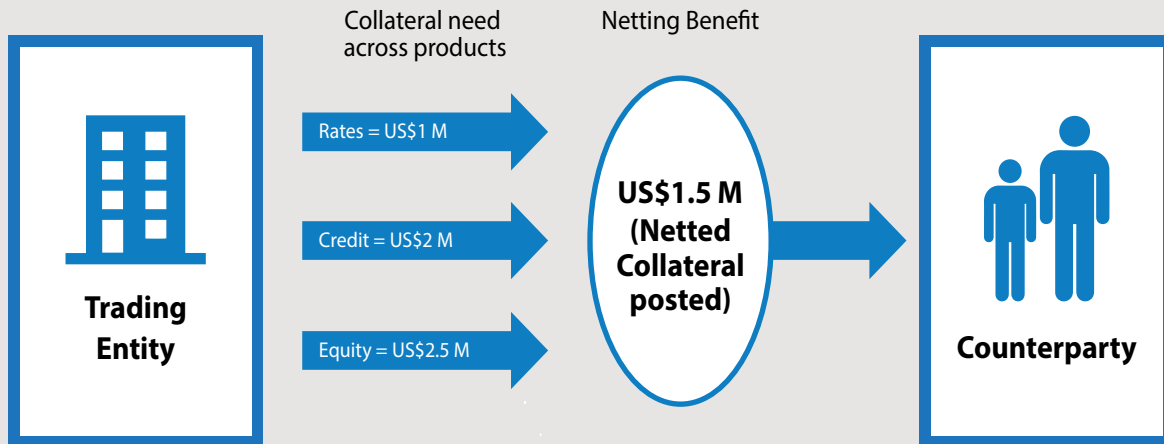 Collateral need
across products
Netting Benefit
Trading
Entity
Rates = US$1 M
Credit = US$2 M
Equity = US$2.5 M
US$1.5 M
(Netted
Collateral
posted)
Counterparty